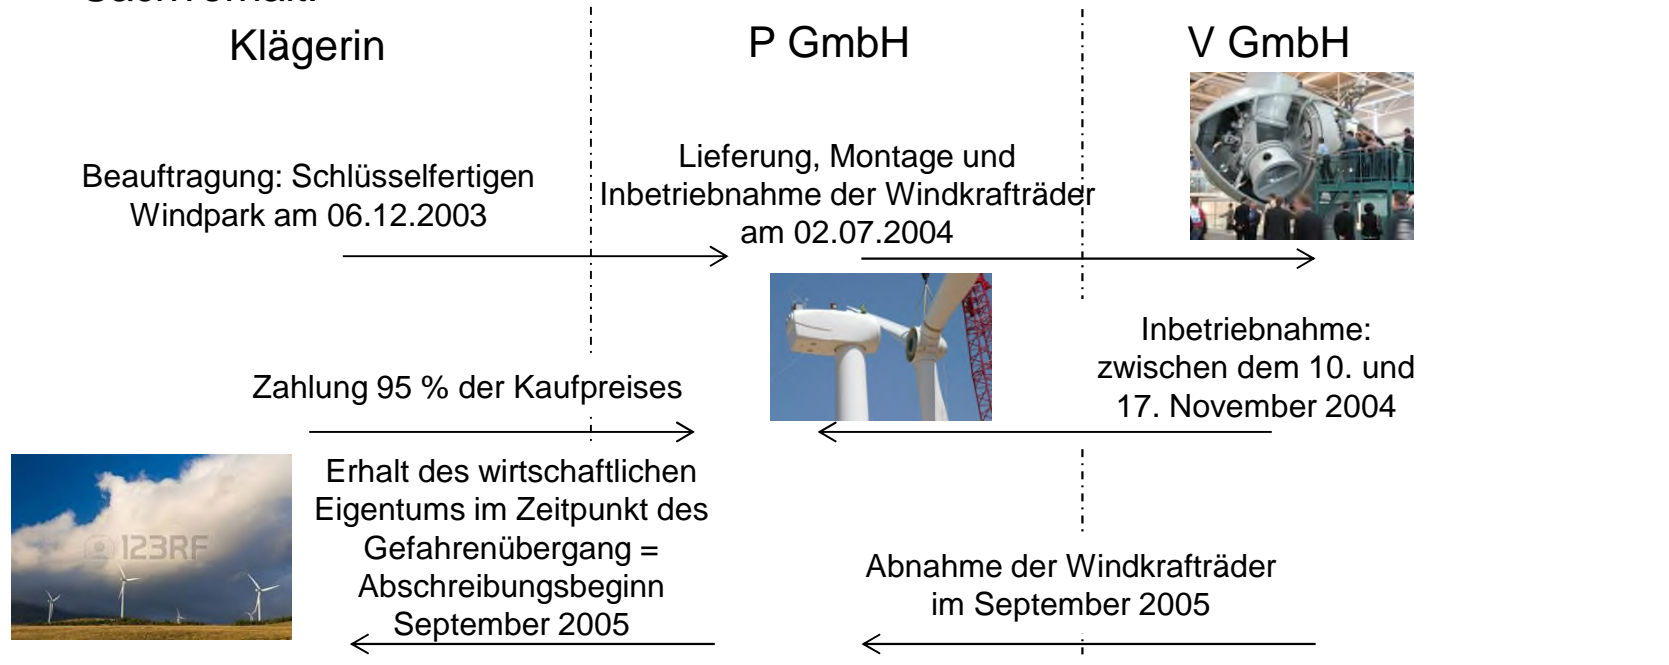 Klägerin
P GmbH
V GmbH
Beauftragung: Schlüsselfertigen
Windpark am 06.12.2003
Lieferung, Montage und
Inbetriebnahme der Windkrafträder
am 02.07.2004
Inbetriebnahme:
zwischen dem 10. und
17. November 2004
Zahlung 95 % der Kaufpreises
Erhalt des wirtschaftlichen
Eigentums im Zeitpunkt des
Gefahrenübergang =
Abschreibungsbeginn
September 2005
123RF
Abnahme der Windkrafträder
im September 2005